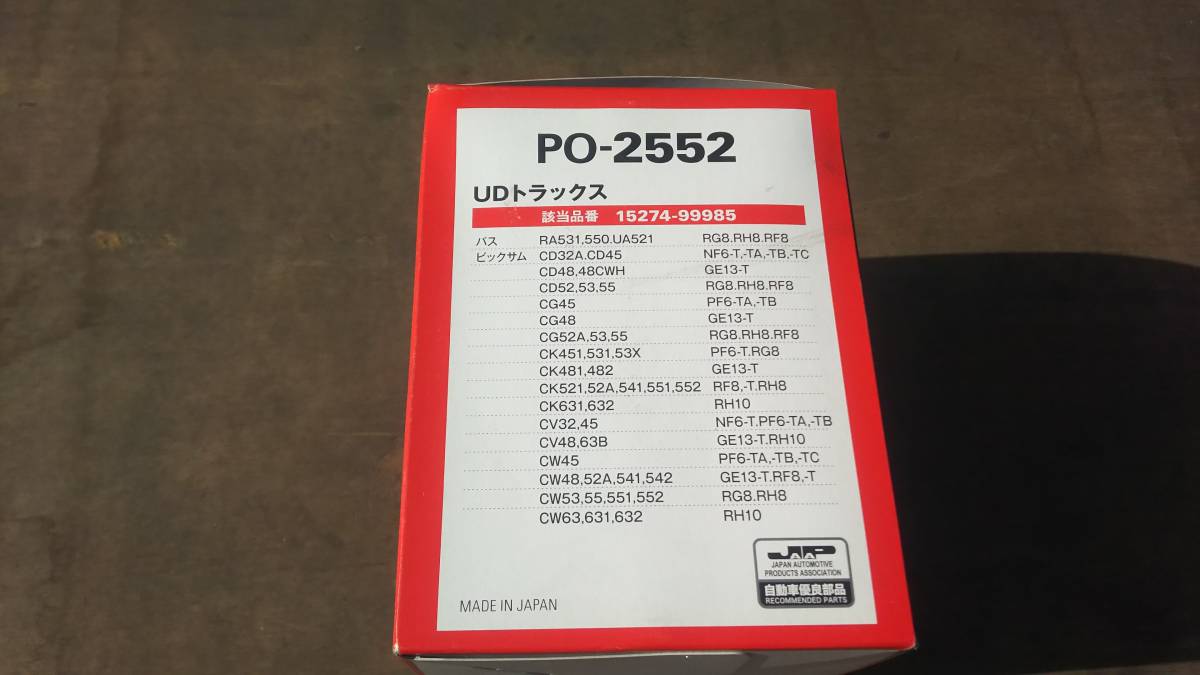 PO-2552
UDトラックス
該当品番 15274-99985
バス RA531,550.UA521 RG8.RH8.RF8
ビックサム CD32A.CD45 NF6-T,-TA,-TB,-TC
CD48,48CWH GE13-T
CD52,53,55 RG8.RH8.RF8
CG45 PF6-TA,-TB
CG48 GE13-T
CG52A,53,55 RG8.RH8.RF8
CK451,531,53X PF6-T.RG8
CK481,482 GE13-T
CK521,52A,541,551,552 RF8,-T.RH8
CK631,632 RH10
CV32,45 NF6-T.PF6-TA,-TB
CV48,63B GE13-T.RH10
CW45 PF6-TA,-TB,-TC
CW48,52A,541,542 GE13-T.RF8,-T
CW53,55,551,552 RG8.RH8
CW63,631,632 RH10
JAAP
JAPAN AUTOMOTIVE
PRODUCTS ASSOCIATION
自動車優良部品
RECOMMENDED PARTS
MADE IN JAPAN